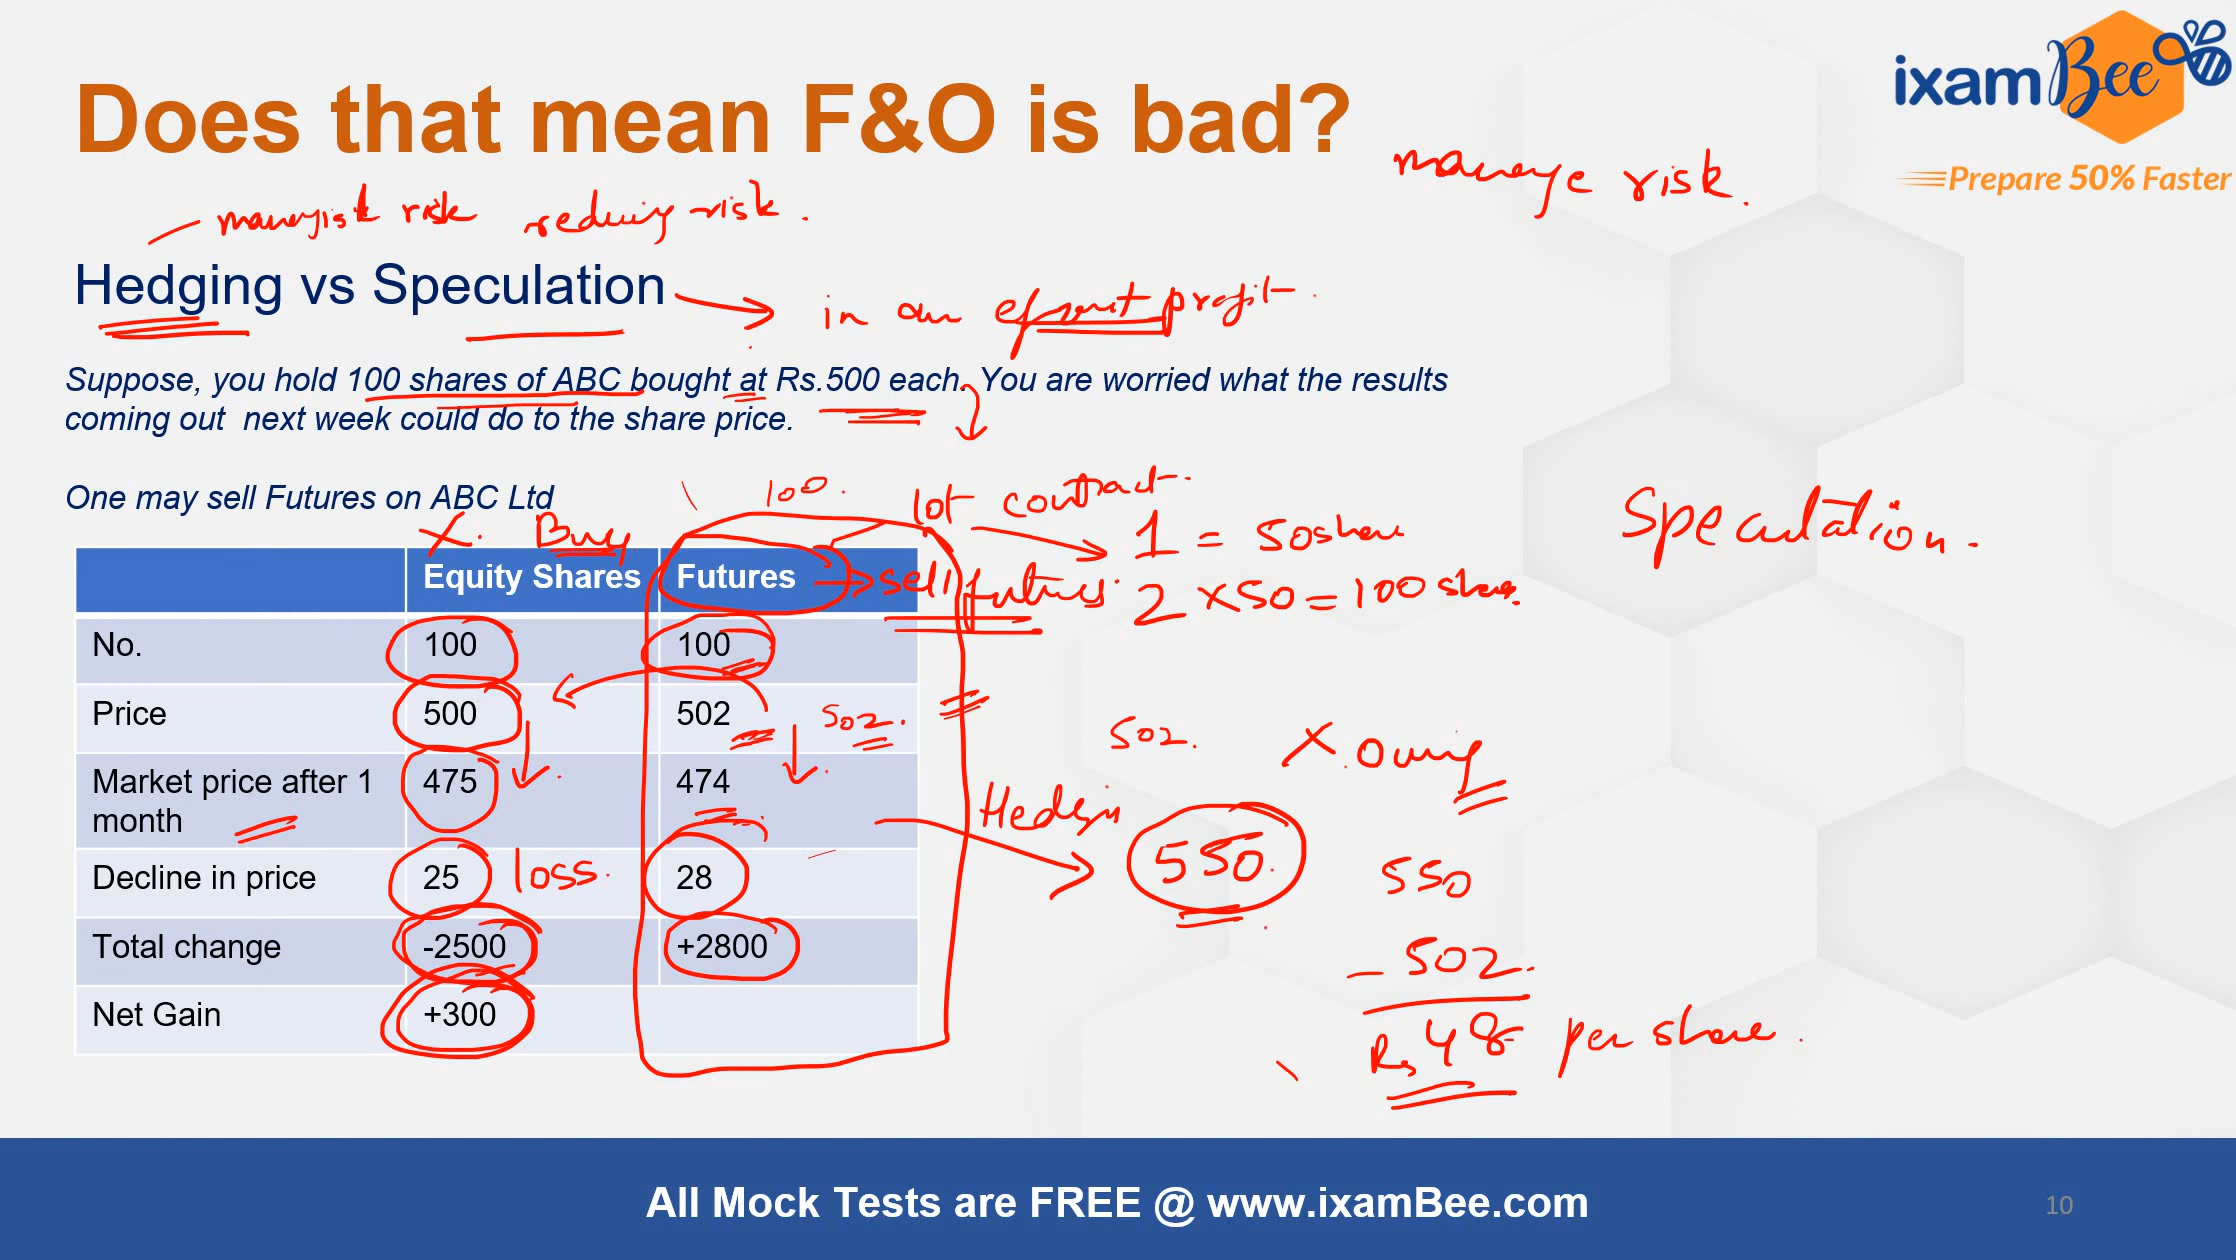 Does that mean F&O is bad?
ixamBee
Prepare 50% Faster
manage risk.
risk reducing risk.
Hedging vs Speculation
in an profit.
Suppose, you hold 100 shares of ABC bought at Rs.500 each. You are worried what the results
coming out next week could do to the share price.
One may sell Futures on ABC Ltd
100.
lot contract.
1 = 50 share
2 x 50 = 100 share.
Speculation.
X. Buy
Equity Shares Futures
sell futures
No. 100 100
Price 500 502
502.
Market price after 1 475 474
month
Decline in price 25 28
loss.
Total change -2500 +2800
Net Gain +300
502.
X.
550.
550
- 502.
Rs 48 per share.
All Mock Tests are FREE @ www.ixamBee.com
10